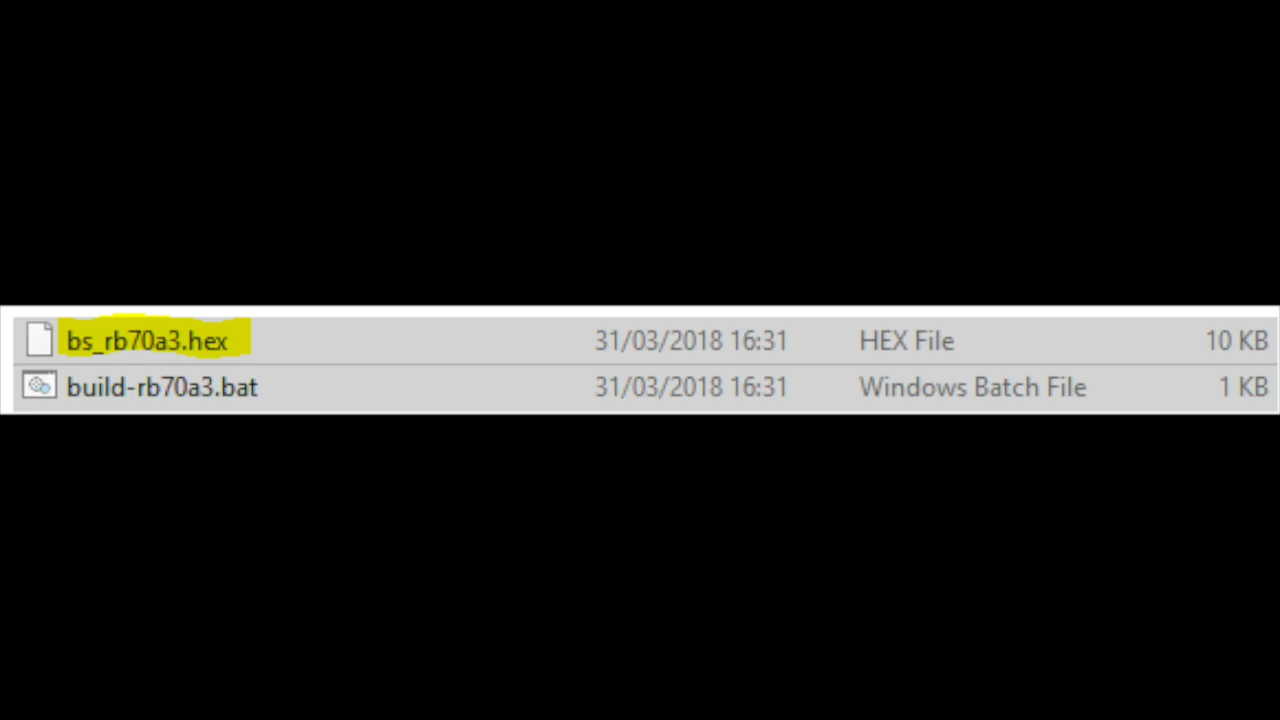 bs_rb70a3.hex 31/03/2018 16:31 HEX File 10 KB
build-rb70a3.bat 31/03/2018 16:31 Windows Batch File 1 KB